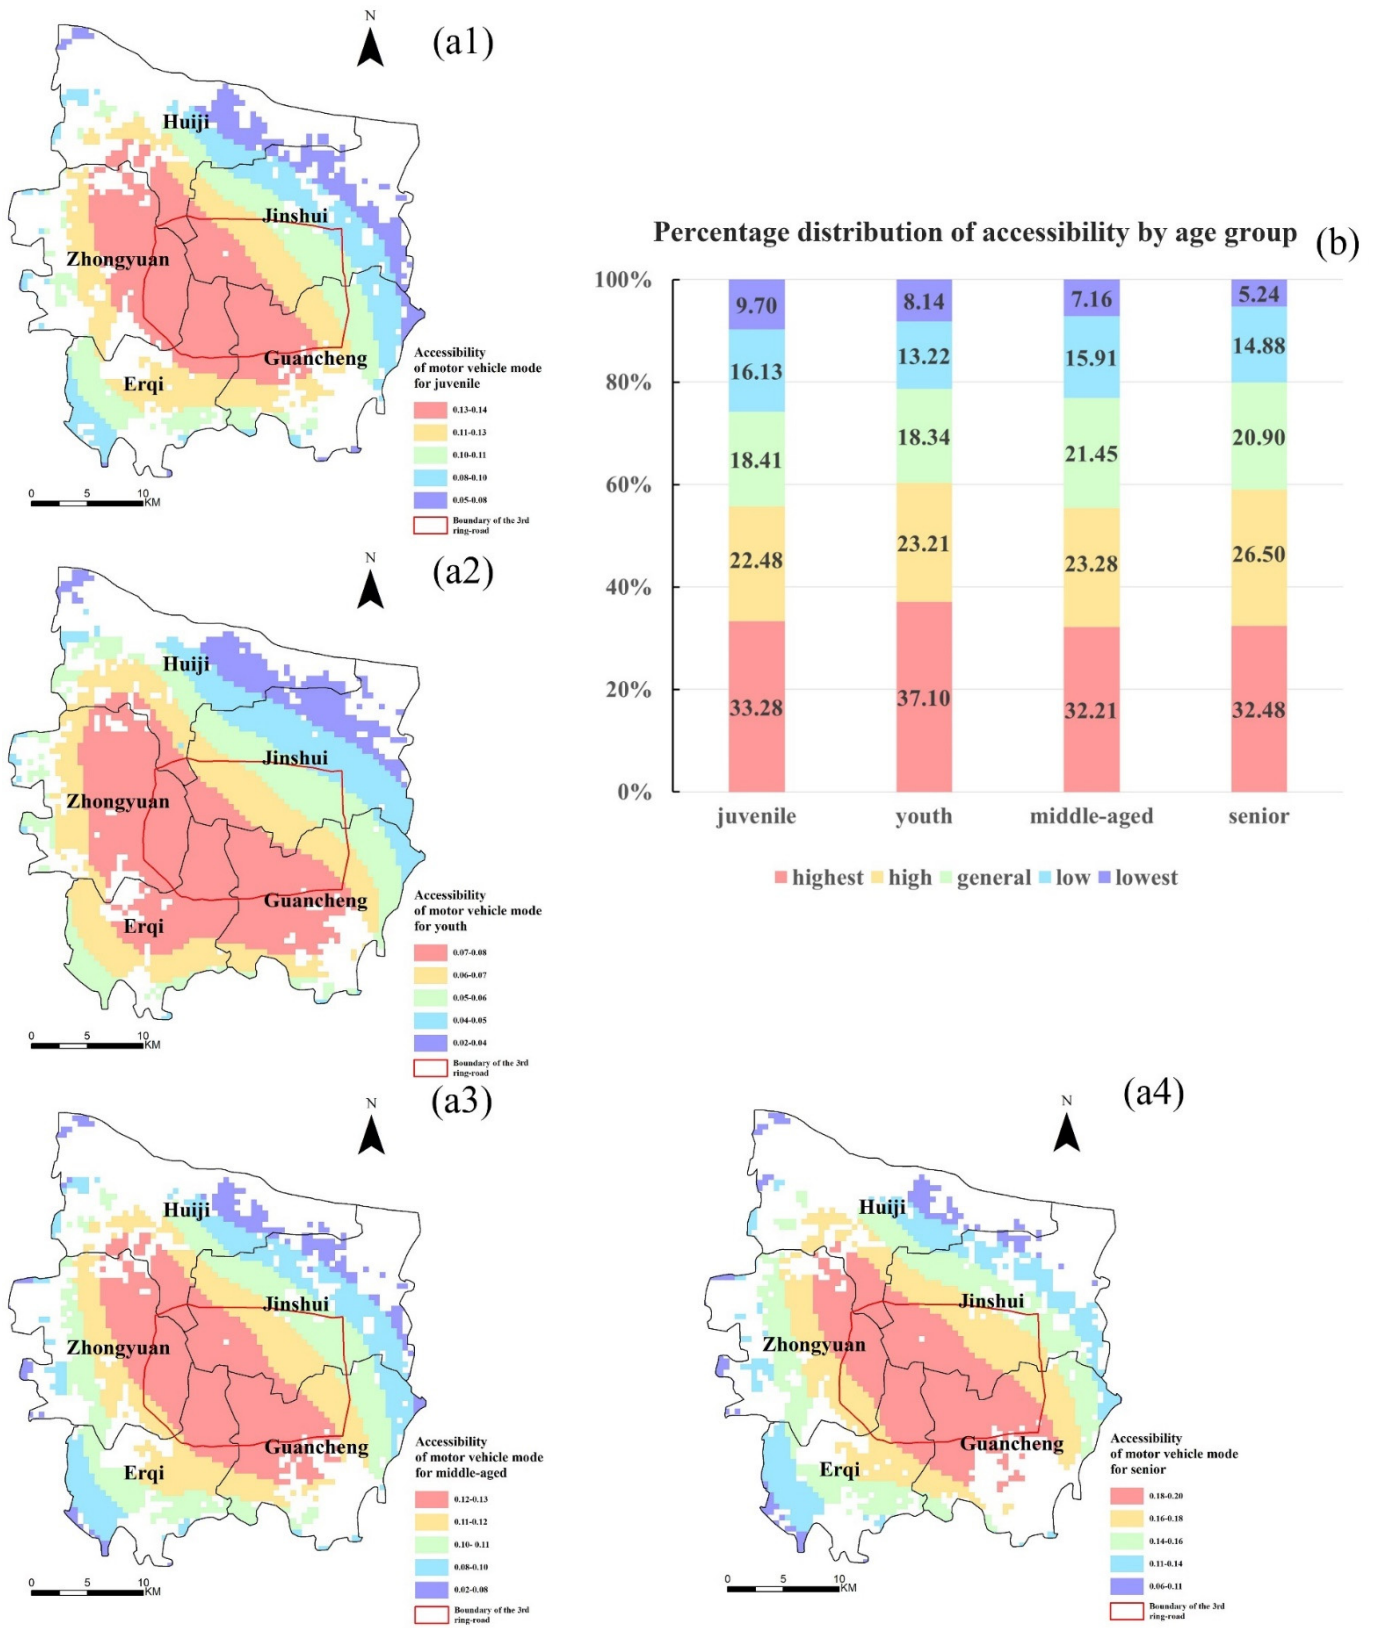 N
(a1)
Huiji
Jinshui
Zhongyuan
Guancheng
Erqi
Accessibility
of motor vehicle mode
for juvenile
0.13-0.14
0.11-0.13
0.10-0.11
0.08-0.10
0.05-0.08
Boundary of the 3rd
ring-road
0 5 10
KM
Percentage distribution of accessibility by age group
(b)
100%
80%
60%
40%
20%
0%
9.70
16.13
18.41
22.48
33.28
8.14
13.22
18.34
23.21
37.10
7.16
15.91
21.45
23.28
32.21
5.24
14.88
20.90
26.50
32.48
juvenile youth middle-aged senior
highest high general low lowest
N
(a2)
Huiji
Jinshui
Zhongyuan
Guancheng
Erqi
Accessibility
of motor vehicle mode
for youth
0.07-0.08
0.06-0.07
0.05-0.06
0.04-0.05
0.02-0.04
Boundary of the 3rd
ring-road
0 5 10
KM
N
(a3)
Huiji
Jinshui
Zhongyuan
Guancheng
Erqi
Accessibility
of motor vehicle mode
for middle-aged
0.12-0.13
0.11-0.12
0.10- 0.11
0.08-0.10
0.02-0.08
Boundary of the 3rd
ring-road
0 5 10
KM
N
(a4)
Huiji
Jinshui
Zhongyuan
Guancheng
Erqi
Accessibility
of motor vehicle mode
for senior
0.18-0.20
0.16-0.18
0.14-0.16
0.11-0.14
0.06-0.11
Boundary of the 3rd
ring-road
0 5 10
KM